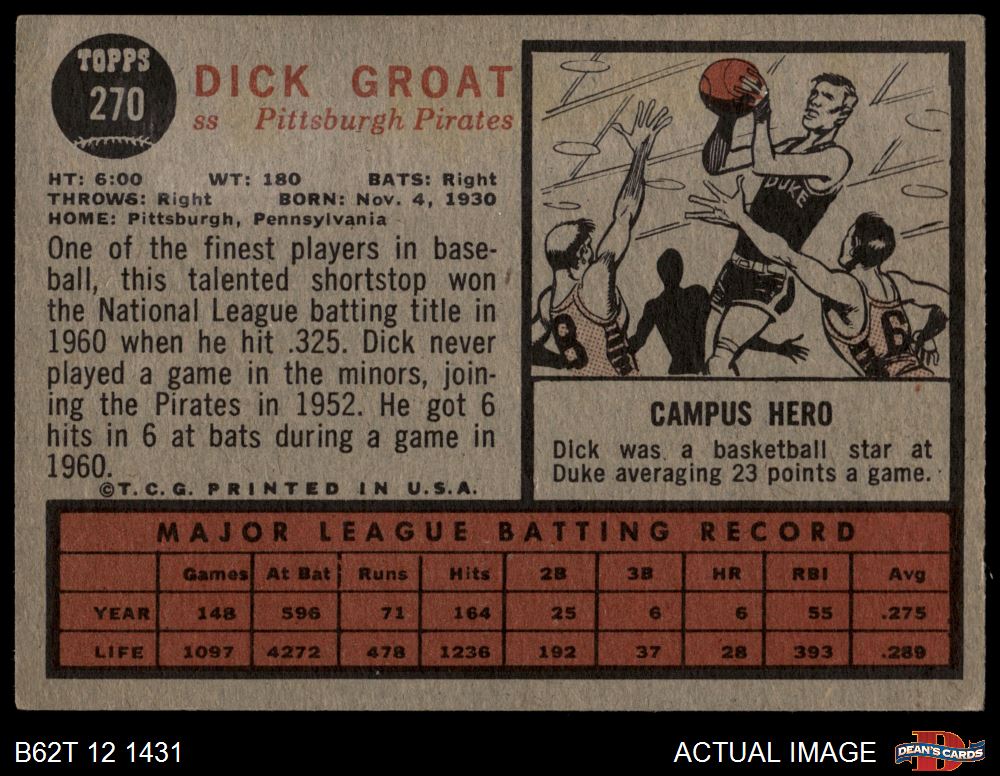 TOPPS
270
DICK GROAT
ss Pittsburgh Pirates
HT: 6:00 WT: 180 BATS: Right
THROWS: Right BORN: Nov. 4, 1930
HOME: Pittsburgh, Pennsylvania
One of the finest players in base-
ball, this talented shortstop won
the National League batting title in
1960 when he hit .325. Dick never
played a game in the minors, join-
ing the Pirates in 1952. He got 6
hits in 6 at bats during a game in
1960.
©T.C.G. PRINTED IN U.S.A.
DUKE
8
6
CAMPUS HERO
Dick was a basketball star at
Duke averaging 23 points a game.
MAJOR LEAGUE BATTING RECORD
Games At Bat Runs Hits 2B 3B HR RBI Avg
YEAR 148 596 71 164 25 6 6 55 .275
LIFE 1097 4272 478 1236 192 37 28 393 .289
B62T 12 1431
ACTUAL IMAGE
DEAN'S CARDS